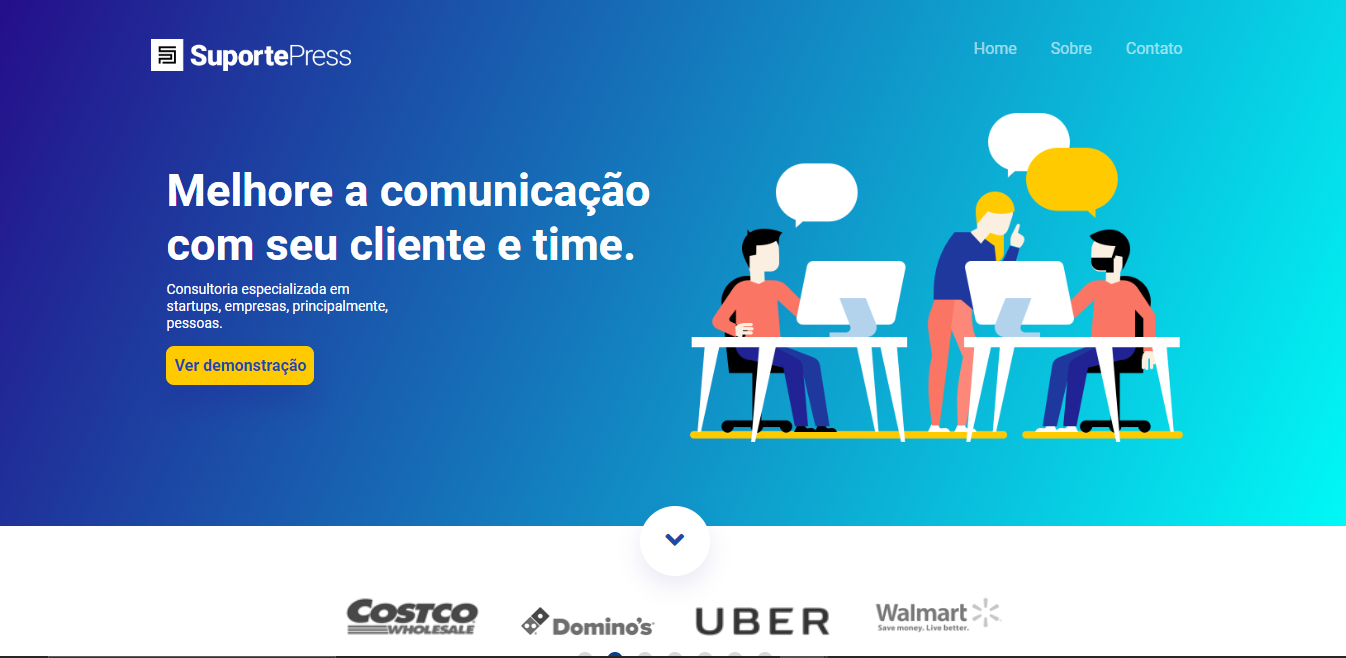 SuportePress
Home Sobre Contato
Melhore a comunicação
com seu cliente e time.
Consultoria especializada em
startups, empresas, principalmente,
pessoas.
Ver demonstração
COSTCO
WHOLESALE
Domino's
UBER
Walmart
Save money. Live better.